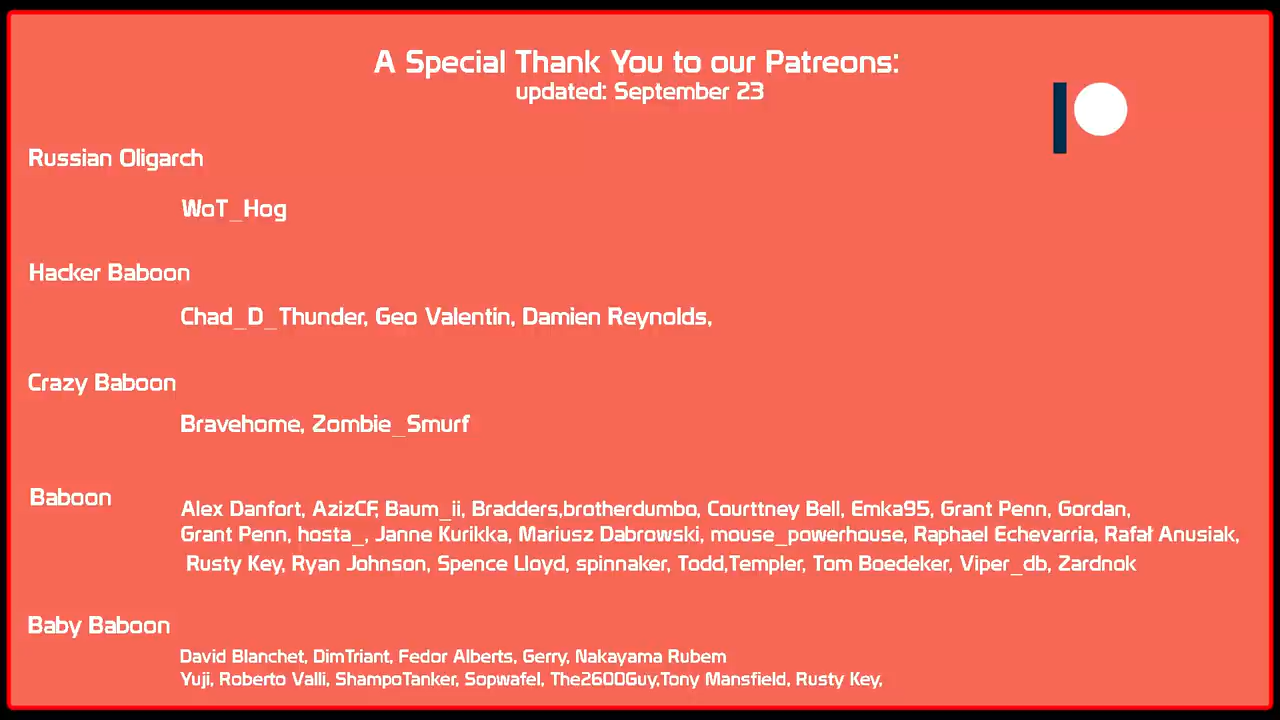 A Special Thank You to our Patreons:
updated: September 23
Russian Oligarch
WoT_Hog
Hacker Baboon
Chad_D_Thunder, Geo Valentin, Damien Reynolds,
Crazy Baboon
Bravehome, Zombie_Smurf
Baboon
Alex Danfort, AzizCF, Baum_ii, Bradders,brotherdumbo, Courttney Bell, Emka95, Grant Penn, Gordan,
Grant Penn, hosta_, Janne Kurikka, Mariusz Dabrowski, mouse_powerhouse, Raphael Echevarria, Rafał Anusiak,
Rusty Key, Ryan Johnson, Spence Lloyd, spinnaker, Todd,Templer, Tom Boedeker, Viper_db, Zardnok
Baby Baboon
David Blanchet, DimTriant, Fedor Alberts, Gerry, Nakayama Rubem
Yuji, Roberto Valli, ShampoTanker, Sopwafel, The2600Guy,Tony Mansfield, Rusty Key,